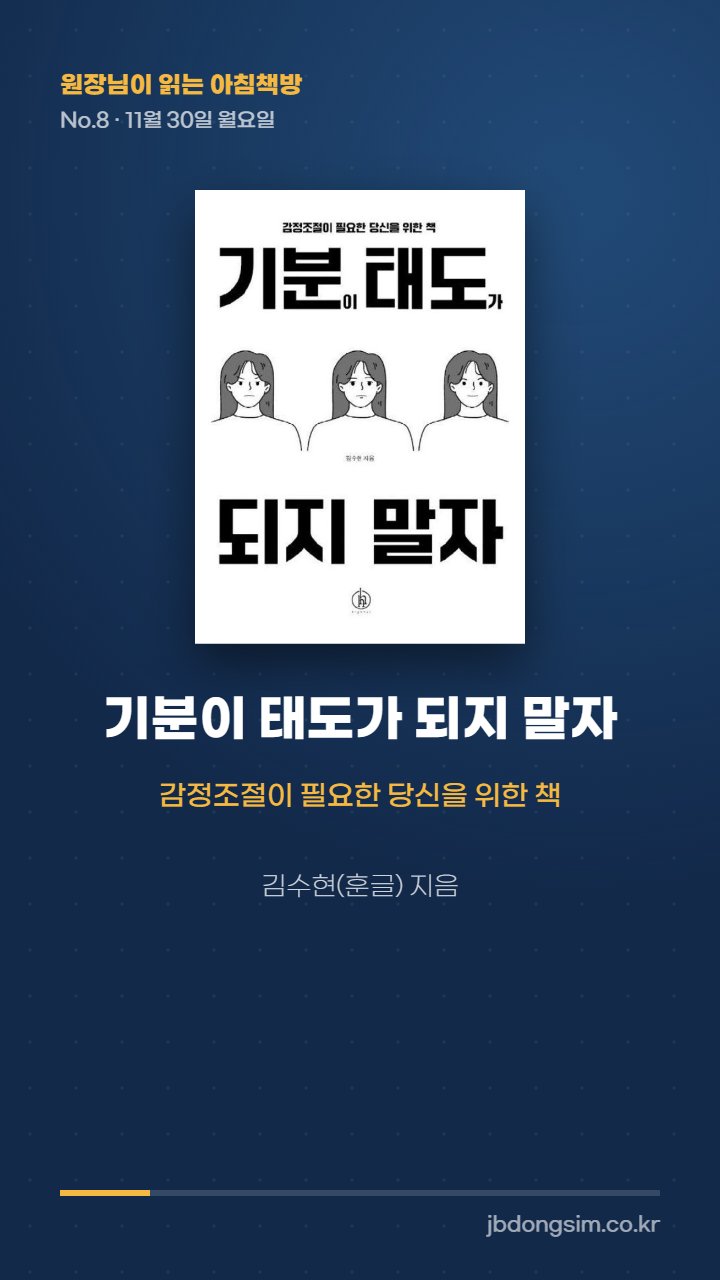 원장님이 읽는 아침책방
No.8 · 11월 30일 월요일
감정조절이 필요한 당신을 위한 책
기분이 태도가
김수현 지음
되지 말자
기분이 태도가 되지 말자
감정조절이 필요한 당신을 위한 책
김수현(훈글) 지음
jbdongsim.co.kr